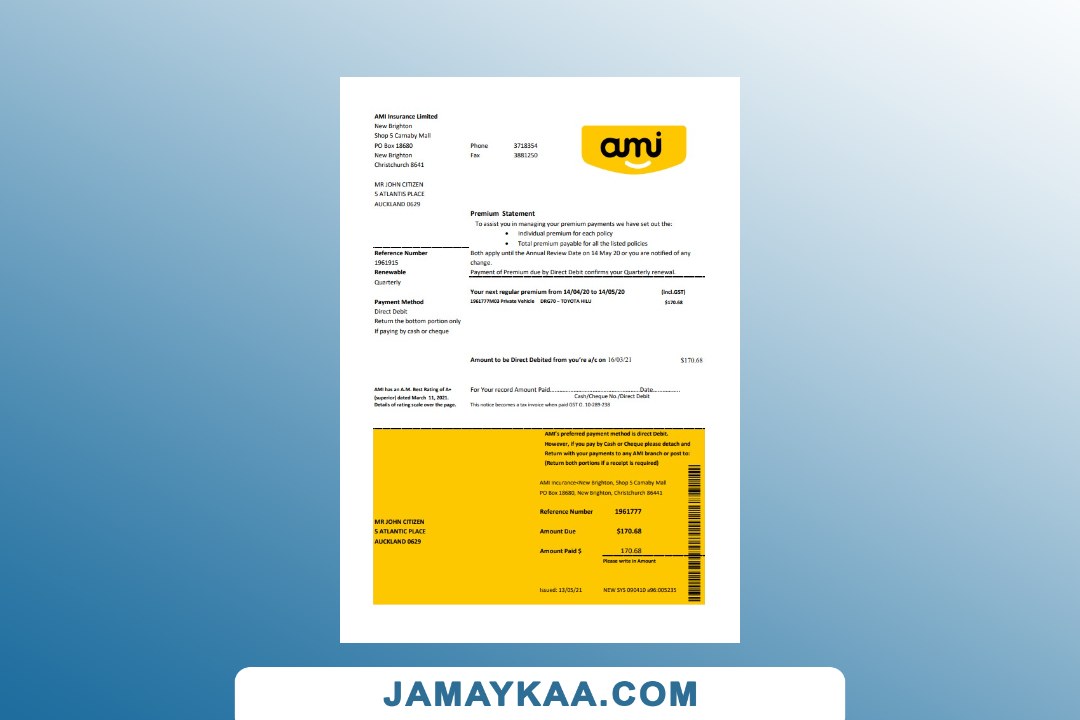 AMI Insurance Limited
New Brighton
Shop 5 Carnaby Mall
PO Box 18680
New Brighton
Christchurch 8641
Phone 3718354
Fax 3881250
ami
MR JOHN CITIZEN
5 ATLANTIS PLACE
AUCKLAND 0629
Premium Statement
To assist you in managing your premium payments we have set out the:
• Individual premium for each policy
• Total premium payable for all the listed policies
Both apply until the Annual Review Date on 14 May 20 or you are notified of any
change.
Payment of Premium due by Direct Debit confirms your Quarterly renewal.
Reference Number
1961915
Renewable
Quarterly
Payment Method
Direct Debit
Return the bottom portion only
If paying by cash or cheque
Your next regular premium from 14/04/20 to 14/05/20 (incl.GST)
1961777M03 Private Vehicle DRG70 – TOYOTA HILU $170.68
Amount to be Direct Debited from you're a/c on 16/03/21 $170.68
AMI has an A.M. Best Rating of A+
(superior) dated March 11, 2021.
Details of rating scale over the page.
For Your record Amount Paid....................Date..........
Cash/Cheque No./Direct Debit
This notice becomes a tax invoice when paid GST O. 10-289-238
AMI's preferred payment method is direct Debit.
However, if you pay by Cash or Cheque please detach and
Return with your payments to any AMI branch or post to:
(Return both portions if a receipt is required)
AMI Insurance-New Brighton, Shop 5 Carnaby Mall
PO Box 18680, New Brighton, Christchurch 86441
Reference Number 1961777
MR JOHN CITIZEN
5 ATLANTIC PLACE
AUCKLAND 0629
Amount Due $170.68
Amount Paid $ 170.68
Please write in Amount
Issued: 13/05/21 NEW SYS 090410 a96:005235
JAMAYKAA.COM